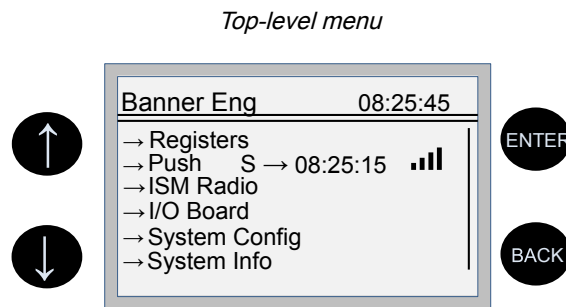 Top-level menu
Banner Eng 08:25:45
→ Registers
→ Push S → 08:25:15
→ ISM Radio
→ I/O Board
→ System Config
→ System Info
↑
↓
ENTER
BACK